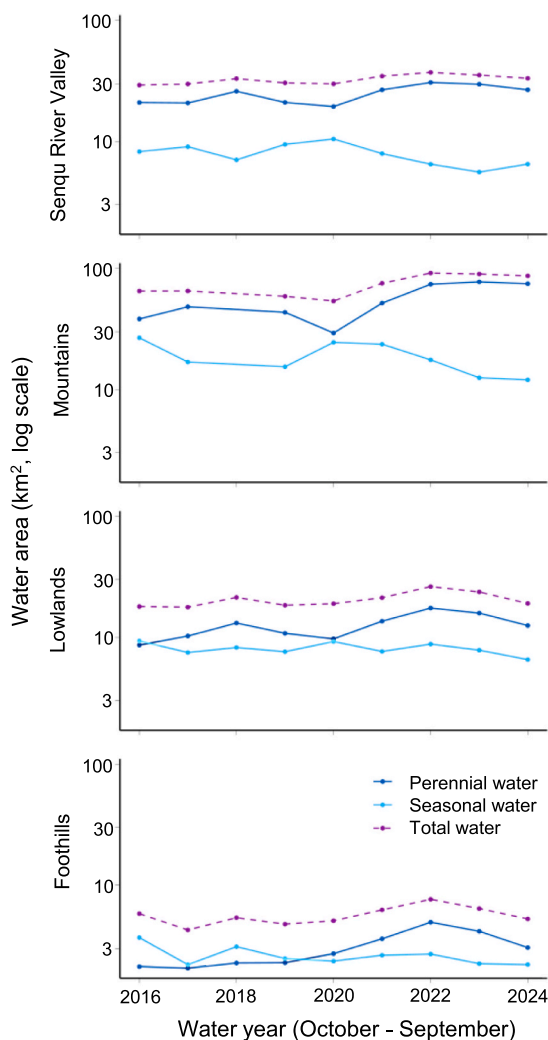 Water area (km², log scale)
Senqu River Valley
100
30
10
3
Mountains
100
30
10
3
Lowlands
100
30
10
3
Foothills
100
30
10
3
Perennial water
Seasonal water
Total water
2016 2018 2020 2022 2024
Water year (October - September)